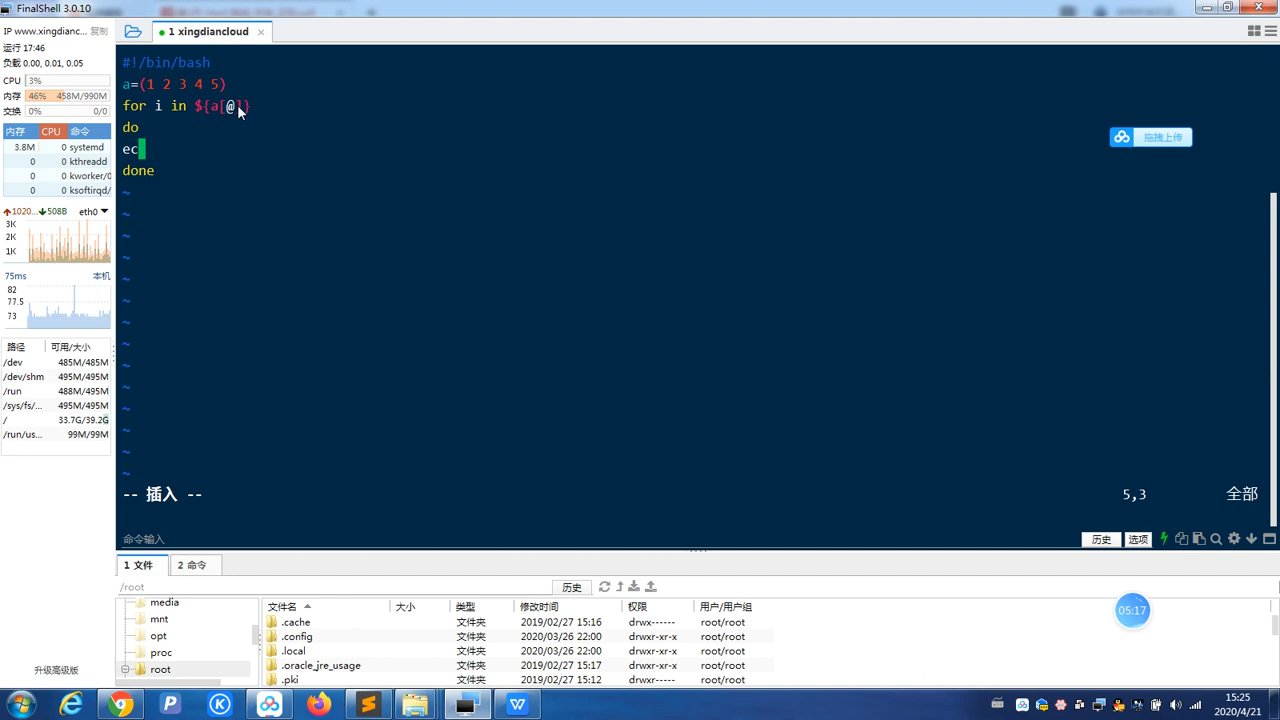 FinalShell 3.0.10
IP www.xingdianc... 复制
运行 17:46
负载 0.00, 0.01, 0.05
CPU 3%
内存 46% 458M/990M
交换 0% 0/0
内存 CPU 命令
3.8M 0 systemd
0 0 kthreadd
0 0 kworker/0
0 0 ksoftirqd/
1020... 508B eth0
3K
2K
1K
75ms 本机
82
77.5
73
路径 可用/大小
/dev 485M/485M
/dev/shm 495M/495M
/run 488M/495M
/sys/fs/... 495M/495M
/ 33.7G/39.2G
/run/us... 99M/99M
升级高级版
1 xingdiancloud
#!/bin/bash
a=(1 2 3 4 5)
for i in ${a[@]}
do
ec
done
~
~
~
~
~
~
~
~
~
~
~
~
~
~
-- 插入 --
5,3
全部
拖拽上传
命令输入
历史 选项
1 文件 2 命令
/root
历史
media
mnt
opt
proc
root
文件名 大小 类型 修改时间 权限 用户/用户组
.cache 文件夹 2019/02/27 15:16 drwx------ root/root
.config 文件夹 2020/03/26 22:00 drwxr-xr-x root/root
.local 文件夹 2020/03/26 22:00 drwxr-xr-x root/root
.oracle_jre_usage 文件夹 2019/02/27 15:17 drwxr-xr-x root/root
.pki 文件夹 2019/02/27 15:12 drwxr----- root/root
05:17
15:25
2020/4/21